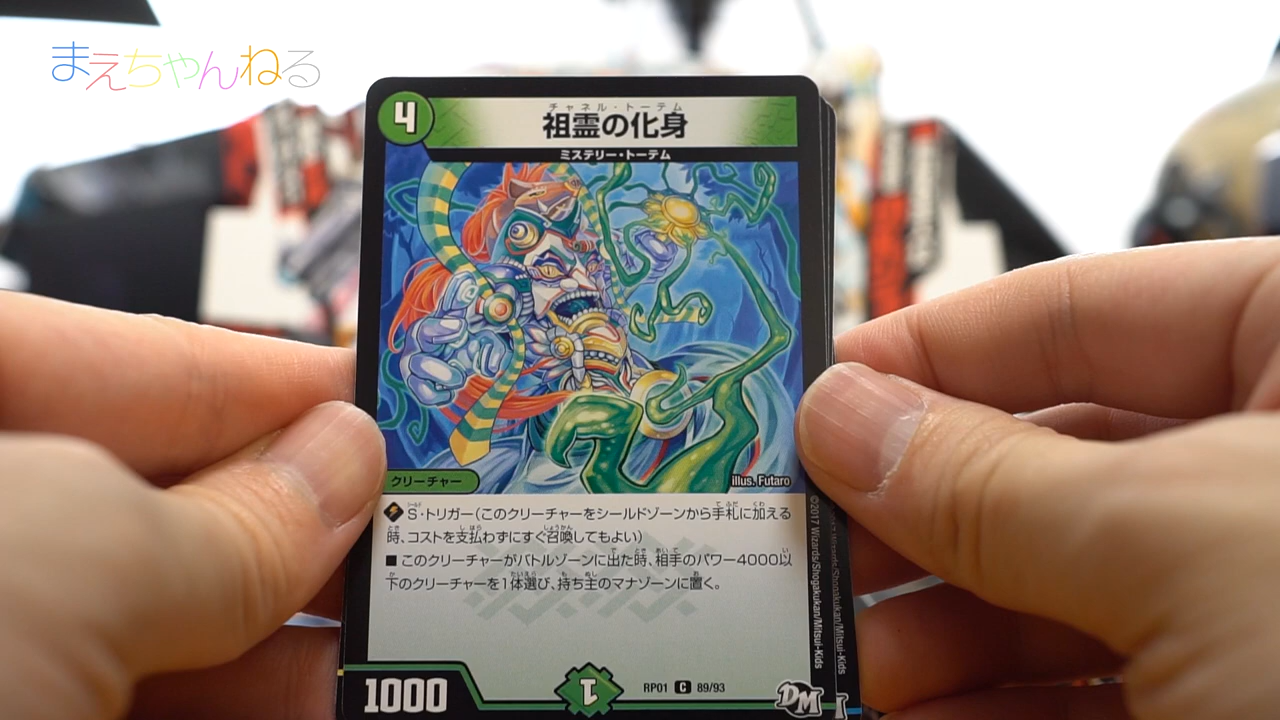 まえちゃんねる
4
チャネル・トーテム
祖霊の化身
ミステリー・トーテム
クリーチャー
illus. Futaro
S・トリガー(このクリーチャーをシールドゾーンから手札に加える
時、コストを支払わずにすぐ召喚してもよい)
■ このクリーチャーがバトルゾーンに出た時、相手のパワー4000以
下のクリーチャーを1体選び、持ち主のマナゾーンに置く。
©2017 Wizards/Shogakukan/Mitsui-Kids
1000
1
RP01 C 89/93
DM